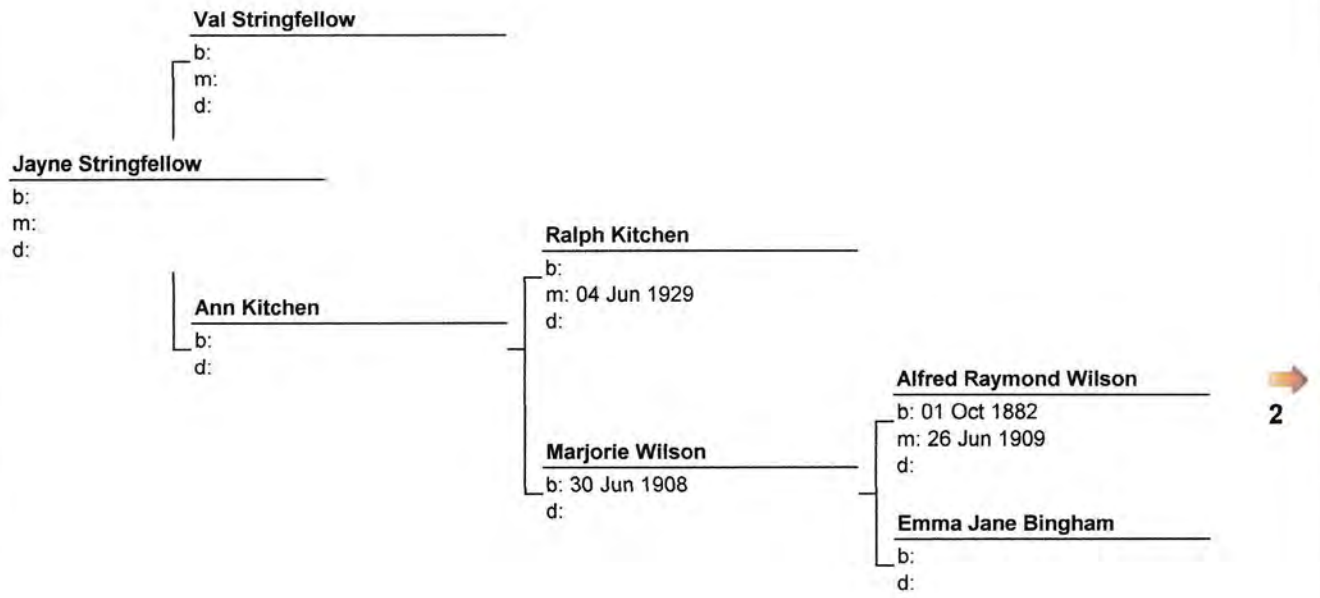 Val Stringfellow
b:
m:
d:
Jayne Stringfellow
b:
m:
d:
Ann Kitchen
b:
d:
Ralph Kitchen
b:
m: 04 Jun 1929
d:
Marjorie Wilson
b: 30 Jun 1908
d:
Alfred Raymond Wilson
b: 01 Oct 1882
m: 26 Jun 1909
d:
2
Emma Jane Bingham
b:
d: